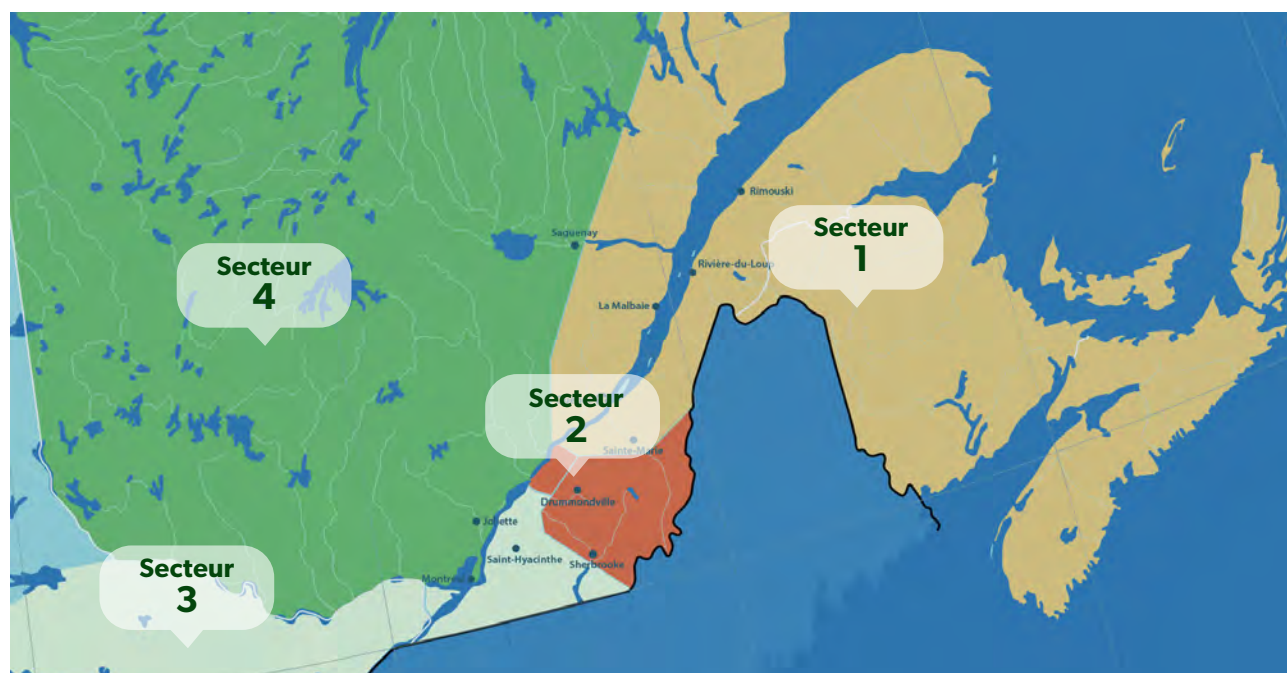 Rimouski
Secteur
1
Saguenay
Secteur
4
Rivière-du-Loup
La Malbaie
Secteur
2
Sainte-Marie
Drummondville
Joliette
Saint-Hyacinthe
Sherbrooke
Secteur
3
Montréal